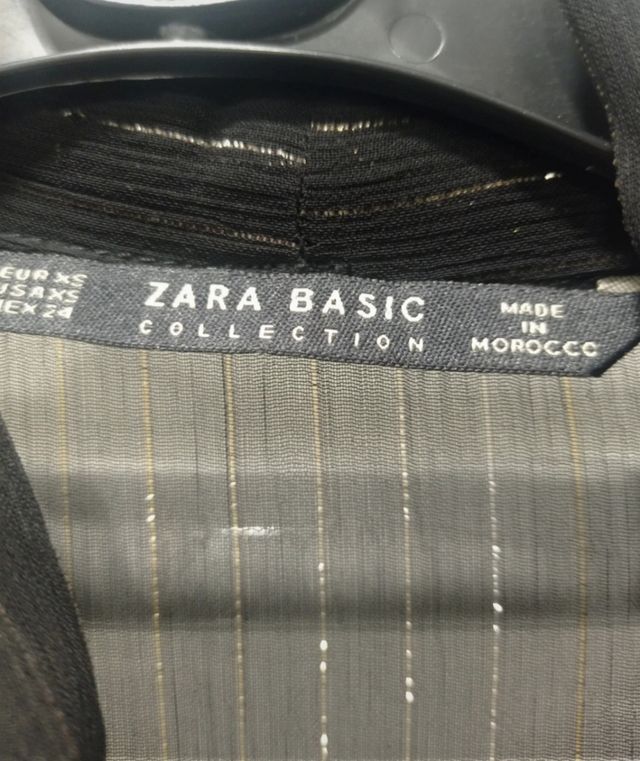 EUR XS
USA XS
MEX 24
ZARA BASIC
COLLECTION
MADE
IN
MOROCCO